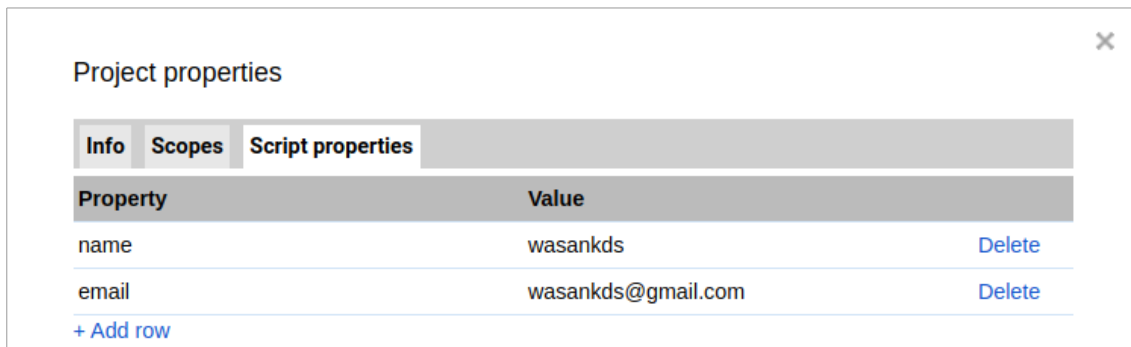 ×
Project properties
Info Scopes Script properties
Property Value
name wasankds Delete
email wasankds@gmail.com Delete
+ Add row